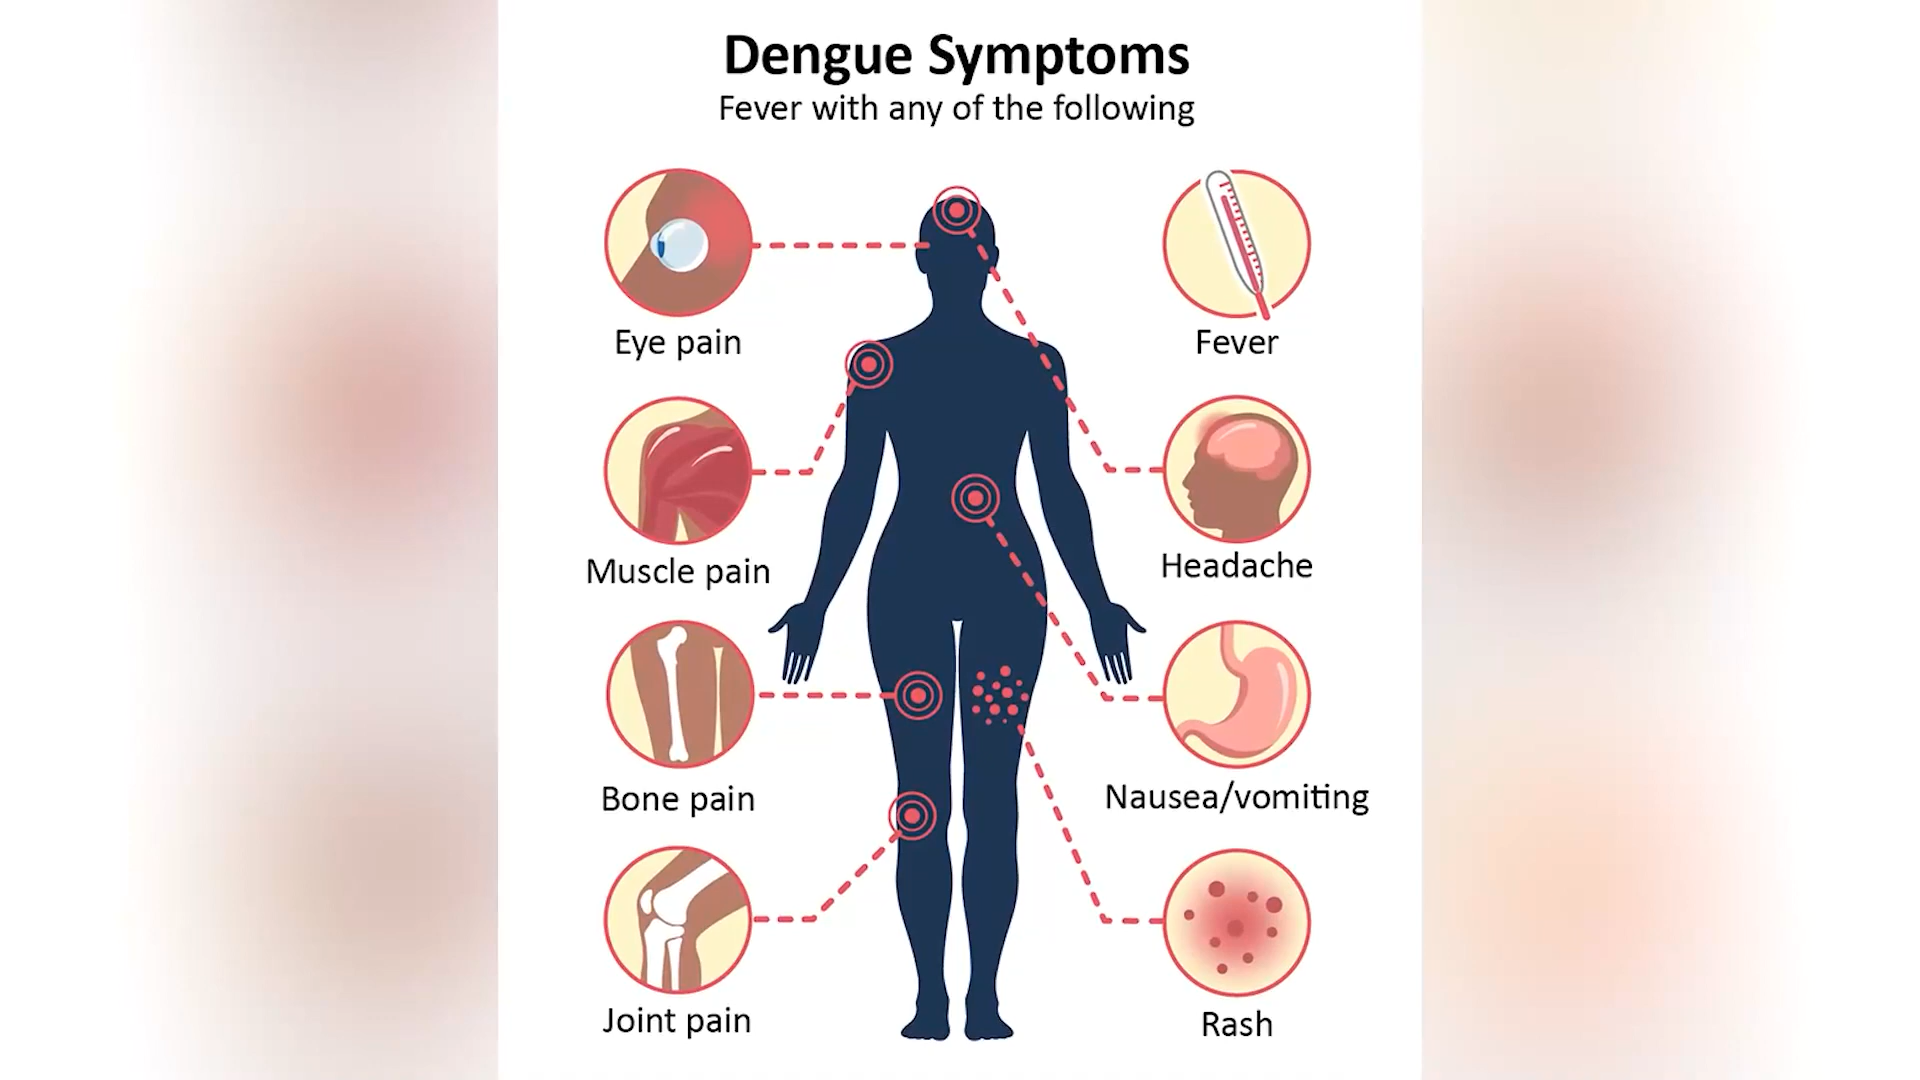 Dengue Symptoms
Fever with any of the following
Eye pain
Fever
Muscle pain
Headache
Bone pain
Nausea/vomiting
Joint pain
Rash